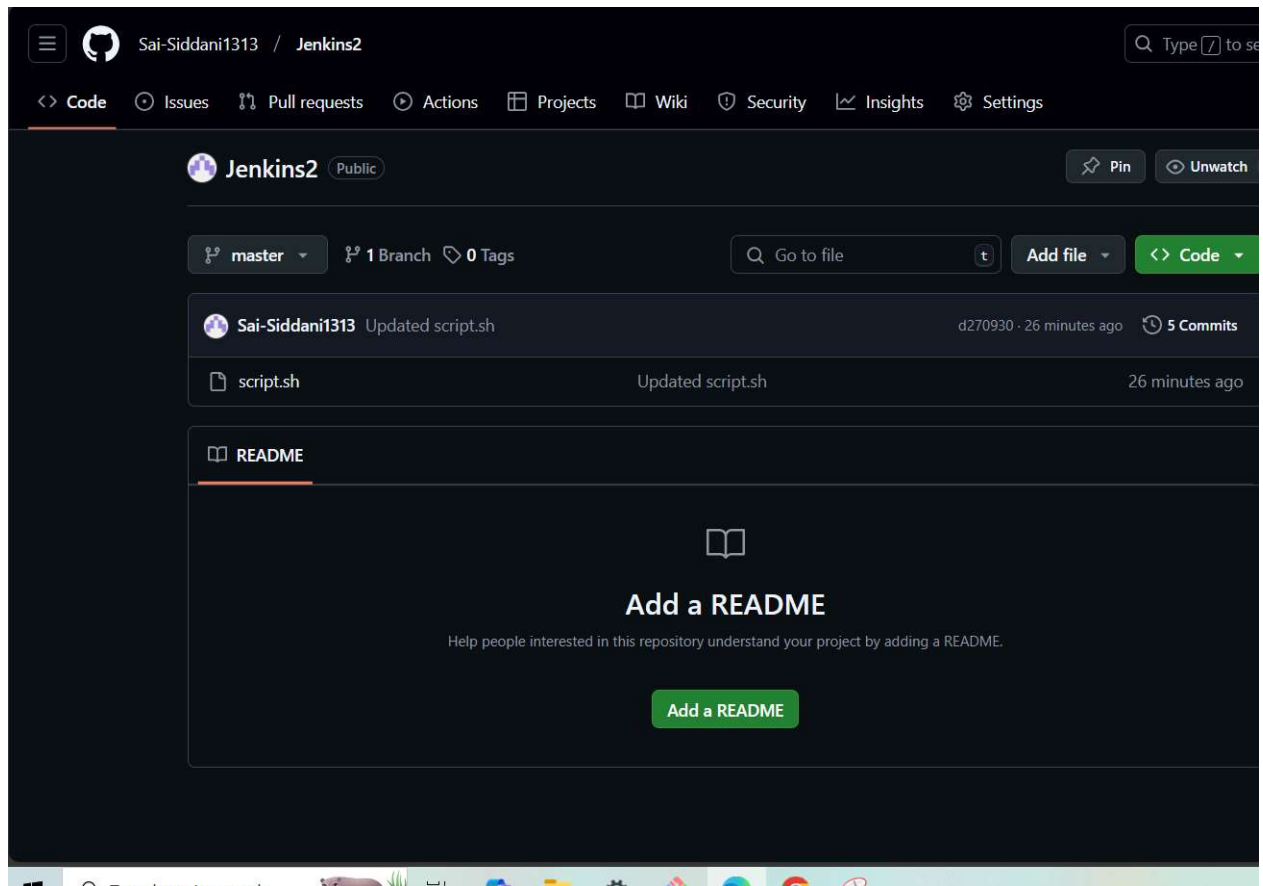 Sai-Siddani1313 / Jenkins2
Type / to se
Code Issues Pull requests Actions Projects Wiki Security Insights Settings
Jenkins2 Public Pin Unwatch
master 1 Branch 0 Tags Go to file t Add file Code
Sai-Siddani1313 Updated script.sh d270930 · 26 minutes ago 5 Commits
script.sh Updated script.sh 26 minutes ago
README
Add a README
Help people interested in this repository understand your project by adding a README.
Add a README